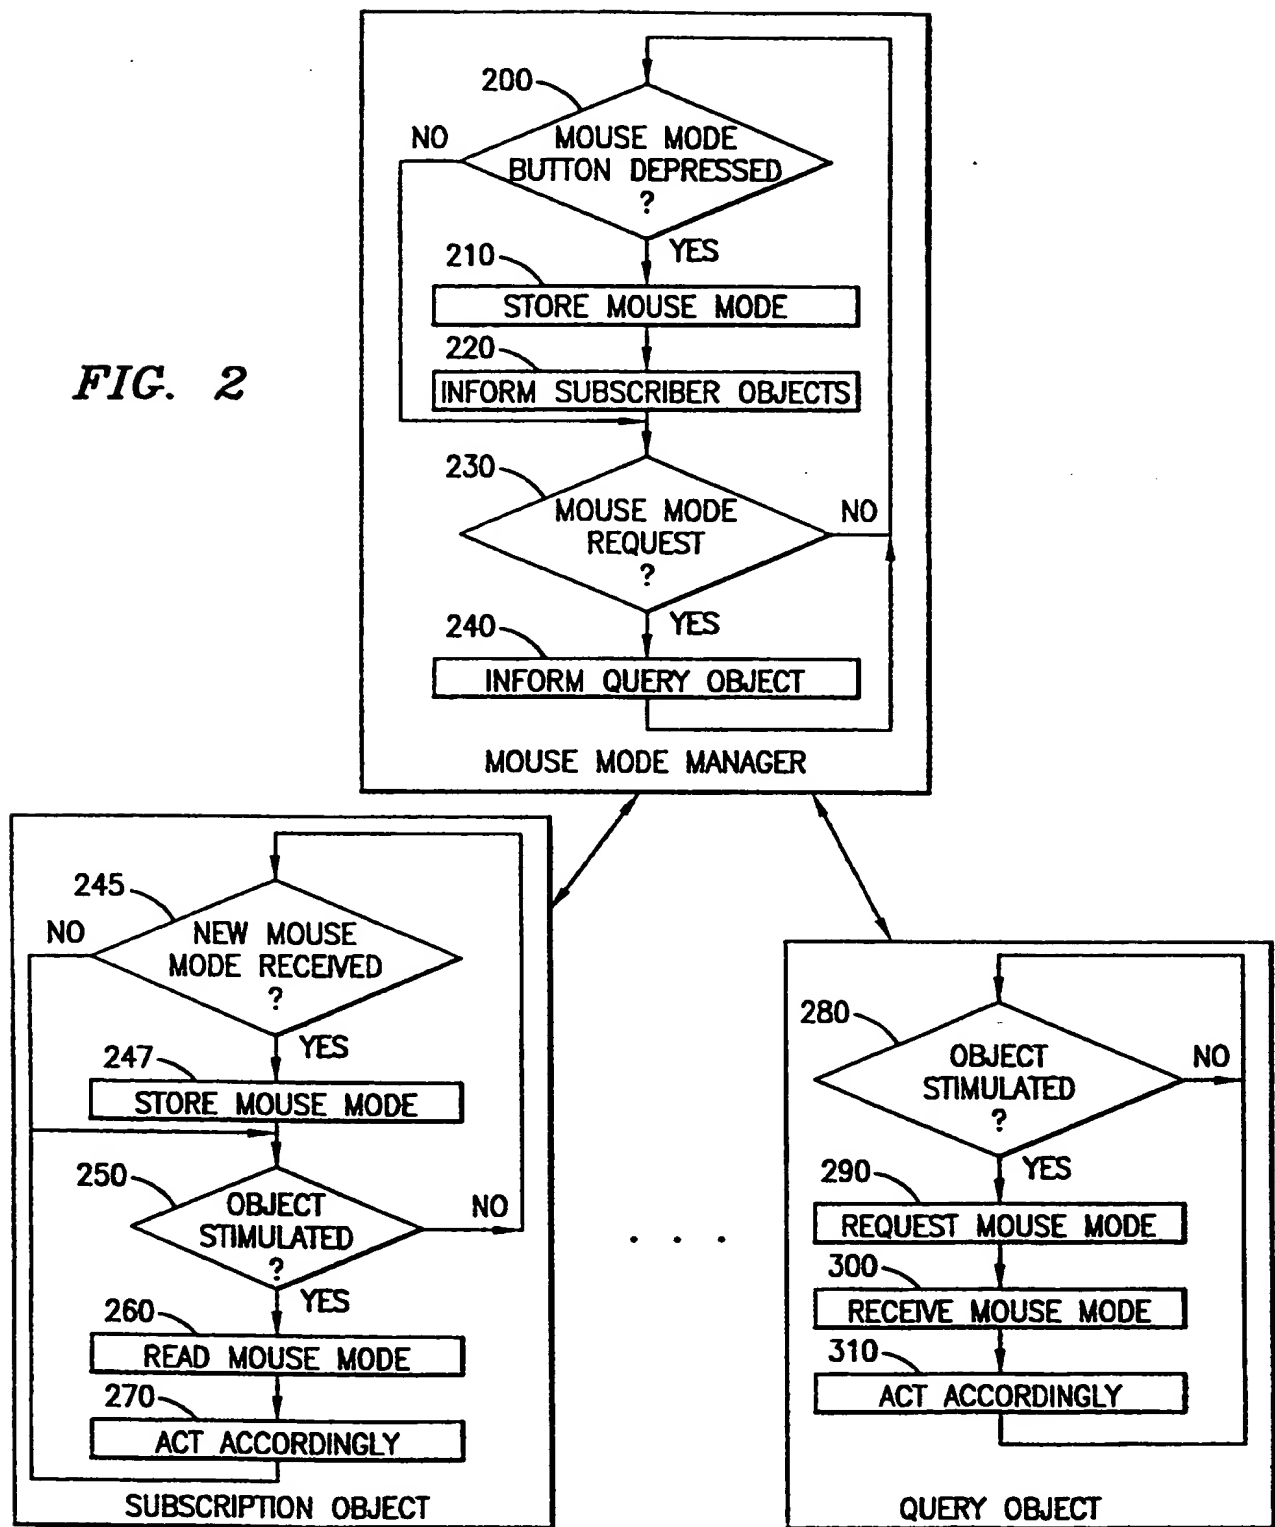 FIG. 2
200
NO
MOUSE MODE
BUTTON DEPRESSED
?
YES
210
STORE MOUSE MODE
220
INFORM SUBSCRIBER OBJECTS
230
MOUSE MODE
REQUEST
?
NO
YES
240
INFORM QUERY OBJECT
MOUSE MODE MANAGER
245
NO
NEW MOUSE
MODE RECEIVED
?
YES
247
STORE MOUSE MODE
250
OBJECT
STIMULATED
?
NO
YES
260
READ MOUSE MODE
270
ACT ACCORDINGLY
SUBSCRIPTION OBJECT
. . .
280
OBJECT
STIMULATED
?
NO
YES
290
REQUEST MOUSE MODE
300
RECEIVE MOUSE MODE
310
ACT ACCORDINGLY
QUERY OBJECT